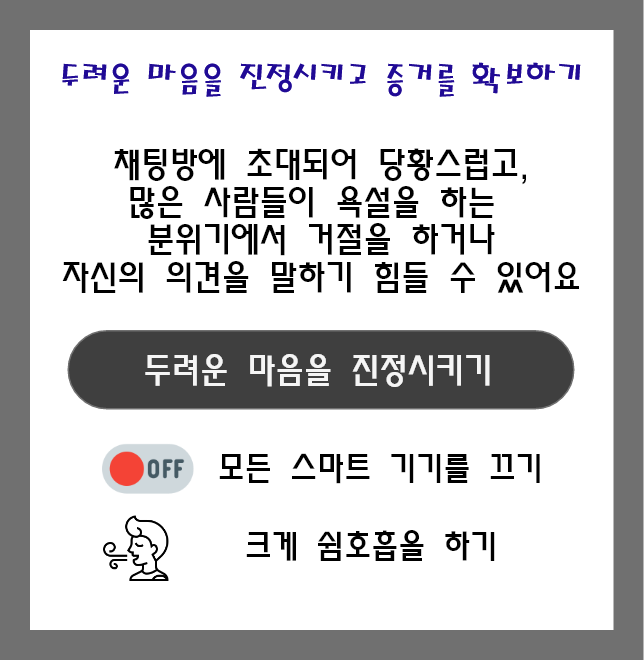 두려운 마음을 진정시키고 증거를 확보하기
채팅방에 초대되어 당황스럽고,
많은 사람들이 욕설을 하는
분위기에서 거절을 하거나
자신의 의견을 말하기 힘들 수 있어요
두려운 마음을 진정시키기
OFF 모든 스마트 기기를 끄기
크게 쉼호흡을 하기